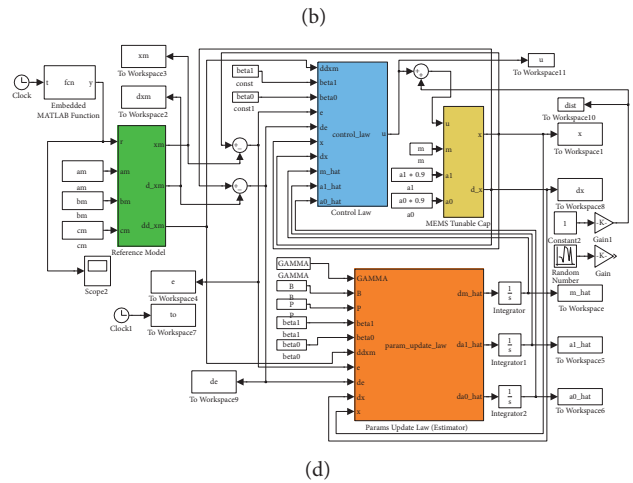 (b)
xm
To Workspace3
dxm
To Workspace2
t
fcn
y
Clock
Embedded
MATLAB Function
r
am
bm
cm
xm
d_xm
dd_xm
Reference Model
am
am
bm
bm
cm
cm
Scope2
beta1
const
beta0
const1
ddxm
beta1
beta0
e
de
x
dx
m_hat
a1_hat
a0_hat
control_law
u
Control Law
u
m
a1
a0
x
d_x
MEMS Tunable Cap
m
m
a1 * 0.9
a1
a0 * 0.9
a0
u
To Workspace11
dist
To Workspace10
x
To Workspace1
dx
To Workspace8
1
Constant2
-K-
Gain1
Random
Number
-K-
Gain
e
To Workspace4
Clock1
to
To Workspace7
de
To Workspace9
GAMMA
GAMMA
B
B
P
P
beta1
beta1
beta0
beta0
GAMMA
B
P
beta1
beta0
ddxm
e
de
dx
x
param_update_law
dm_hat
da1_hat
da0_hat
Params Update Law (Estimator)
1
s
Integrator
1
s
Integrator1
1
s
Integrator2
m_hat
To Workspace
a1_hat
To Workspace5
a0_hat
To Workspace6
(d)